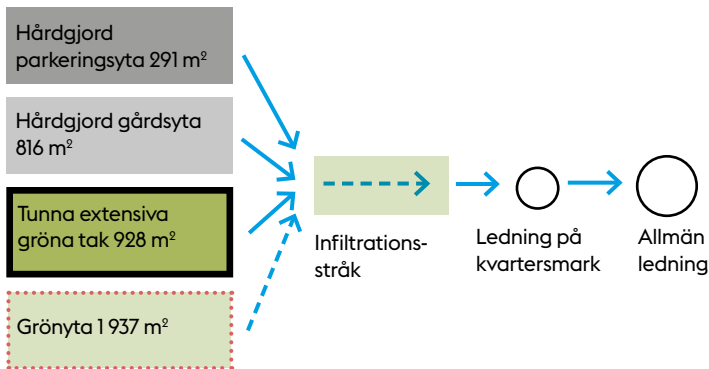 Hårdgjord
parkeringsyta 291 m²
Hårdgjord gårdsyta
816 m²
Tunna extensiva
gröna tak 928 m²
Grönyta 1 937 m²
Infiltrations-
stråk
Ledning på
kvartersmark
Allmän
ledning